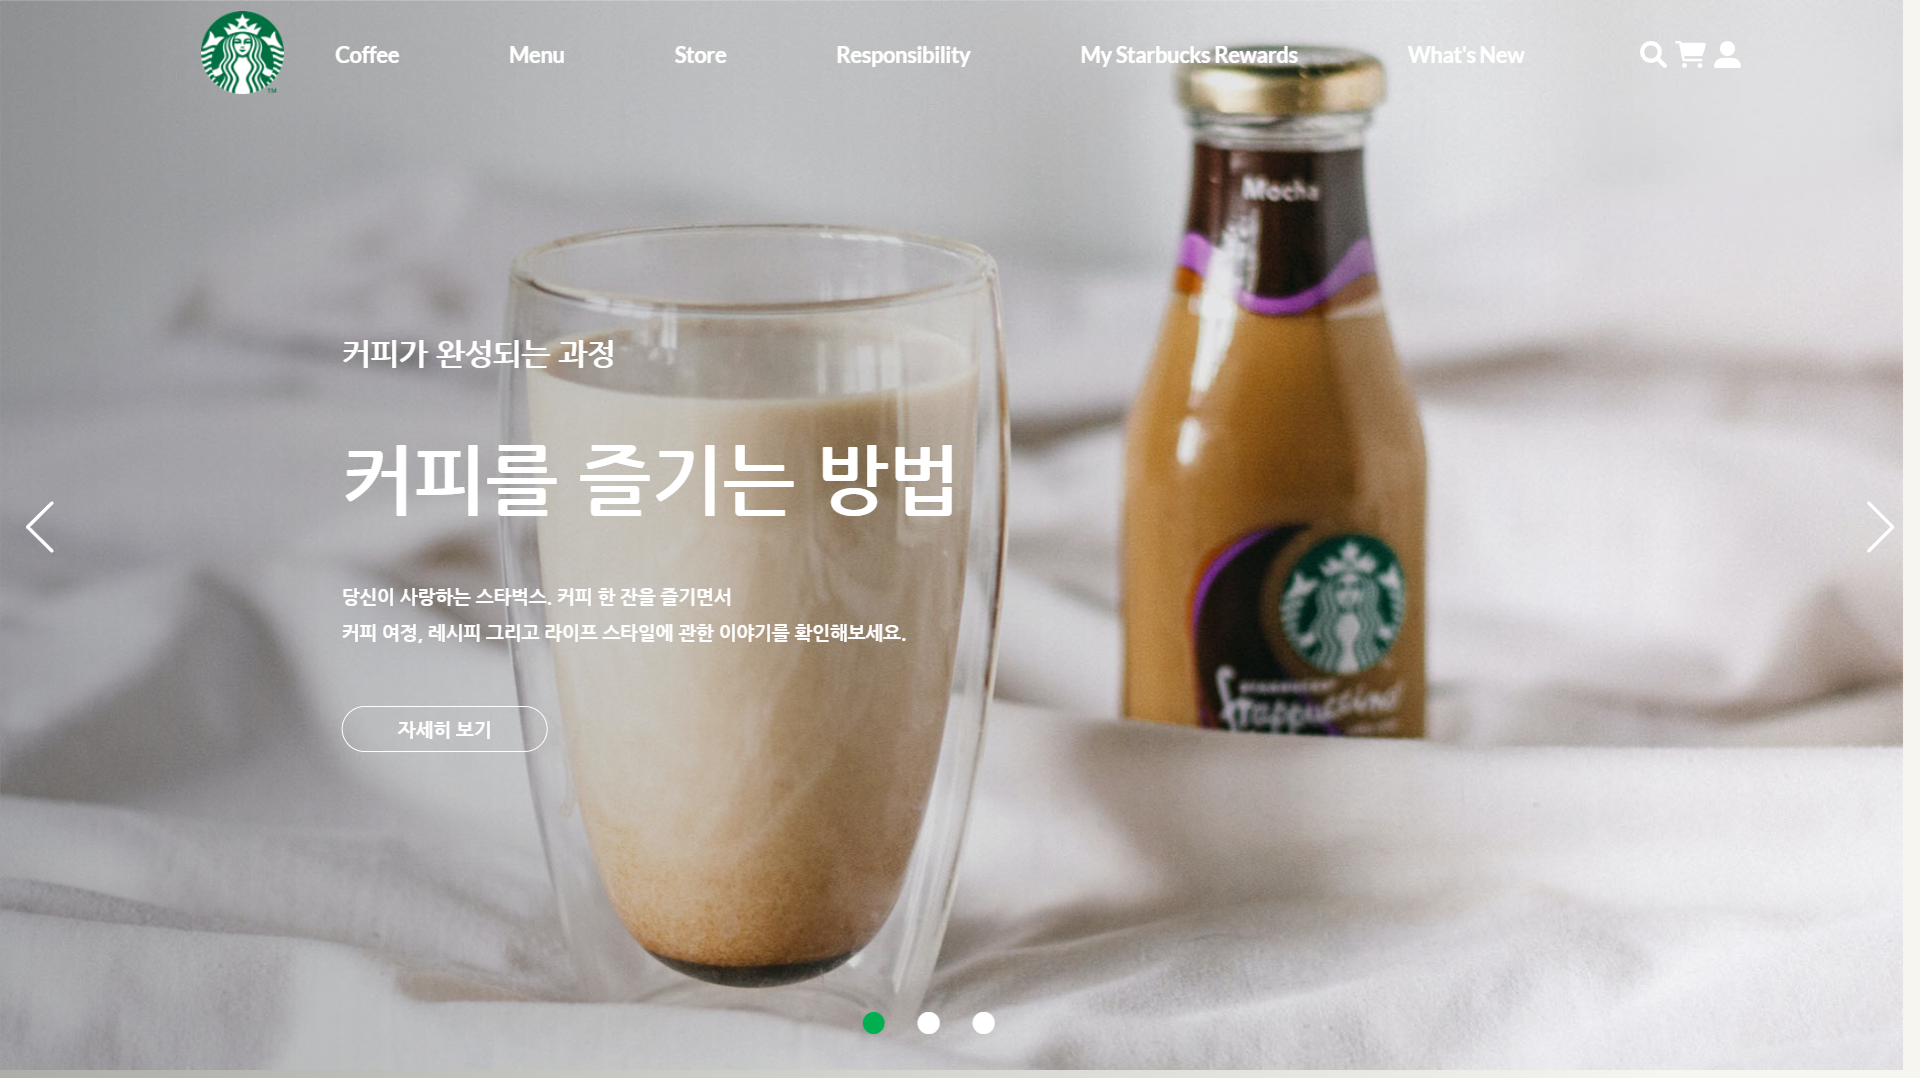 Coffee
Menu
Store
Responsibility
My Starbucks Rewards
What's New
TM
Mocha
커피가 완성되는 과정
커피를 즐기는 방법
당신이 사랑하는 스타벅스. 커피 한 잔을 즐기면서
커피 여정, 레시피 그리고 라이프 스타일에 관한 이야기를 확인해보세요.
frappuccino
자세히 보기